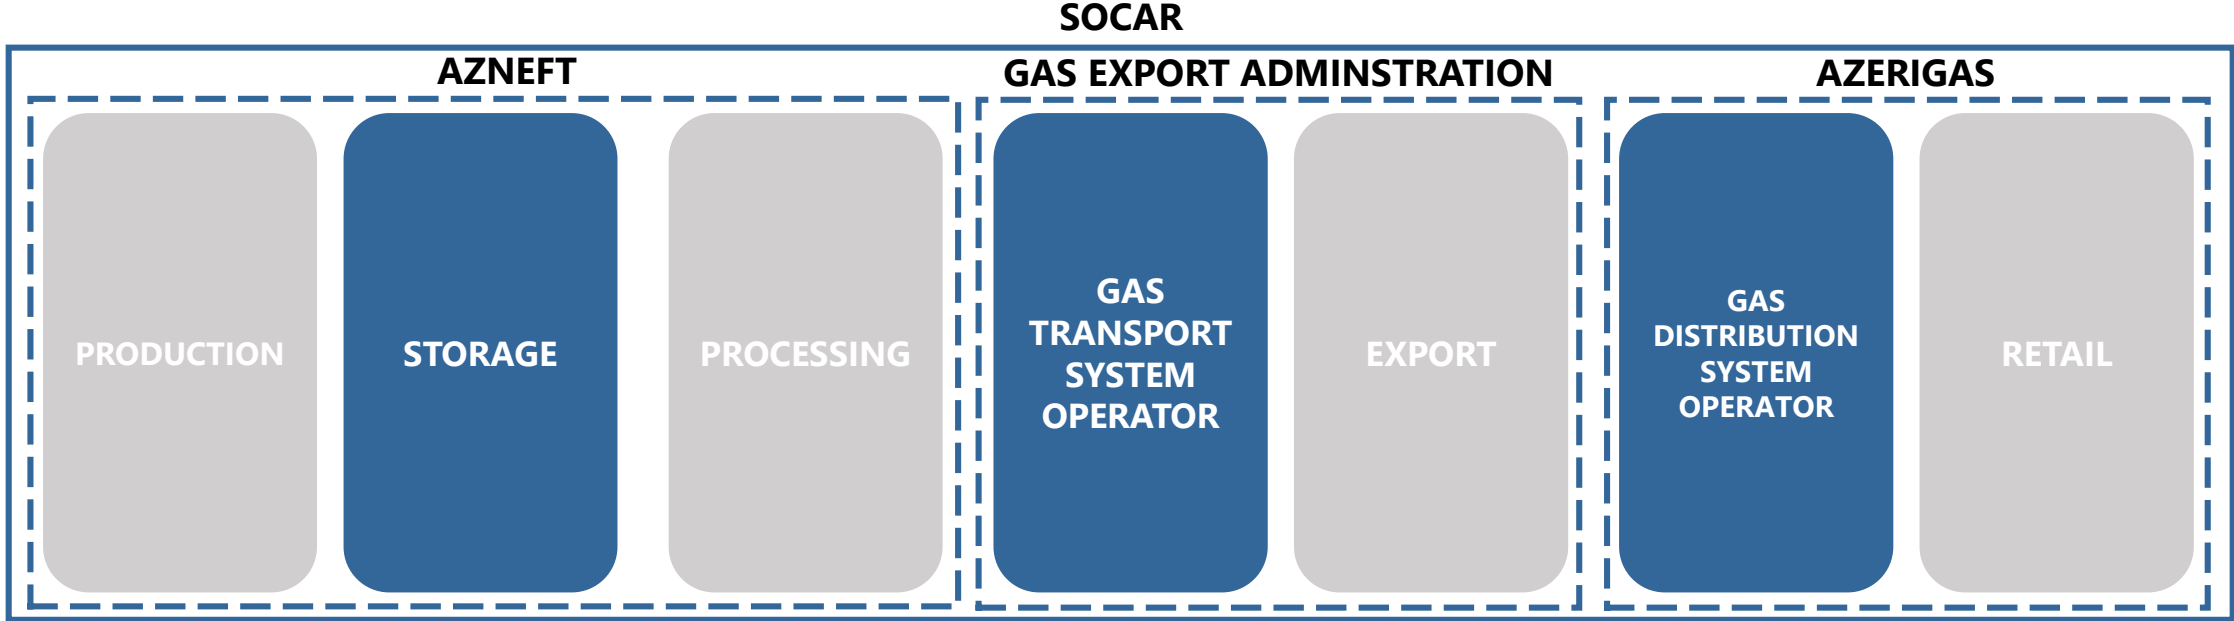 SOCAR
AZNEFT
GAS EXPORT ADMINSTRATION
AZERIGAS
PRODUCTION
STORAGE
PROCESSING
GAS
TRANSPORT
SYSTEM
OPERATOR
EXPORT
GAS
DISTRIBUTION
SYSTEM
OPERATOR
RETAIL